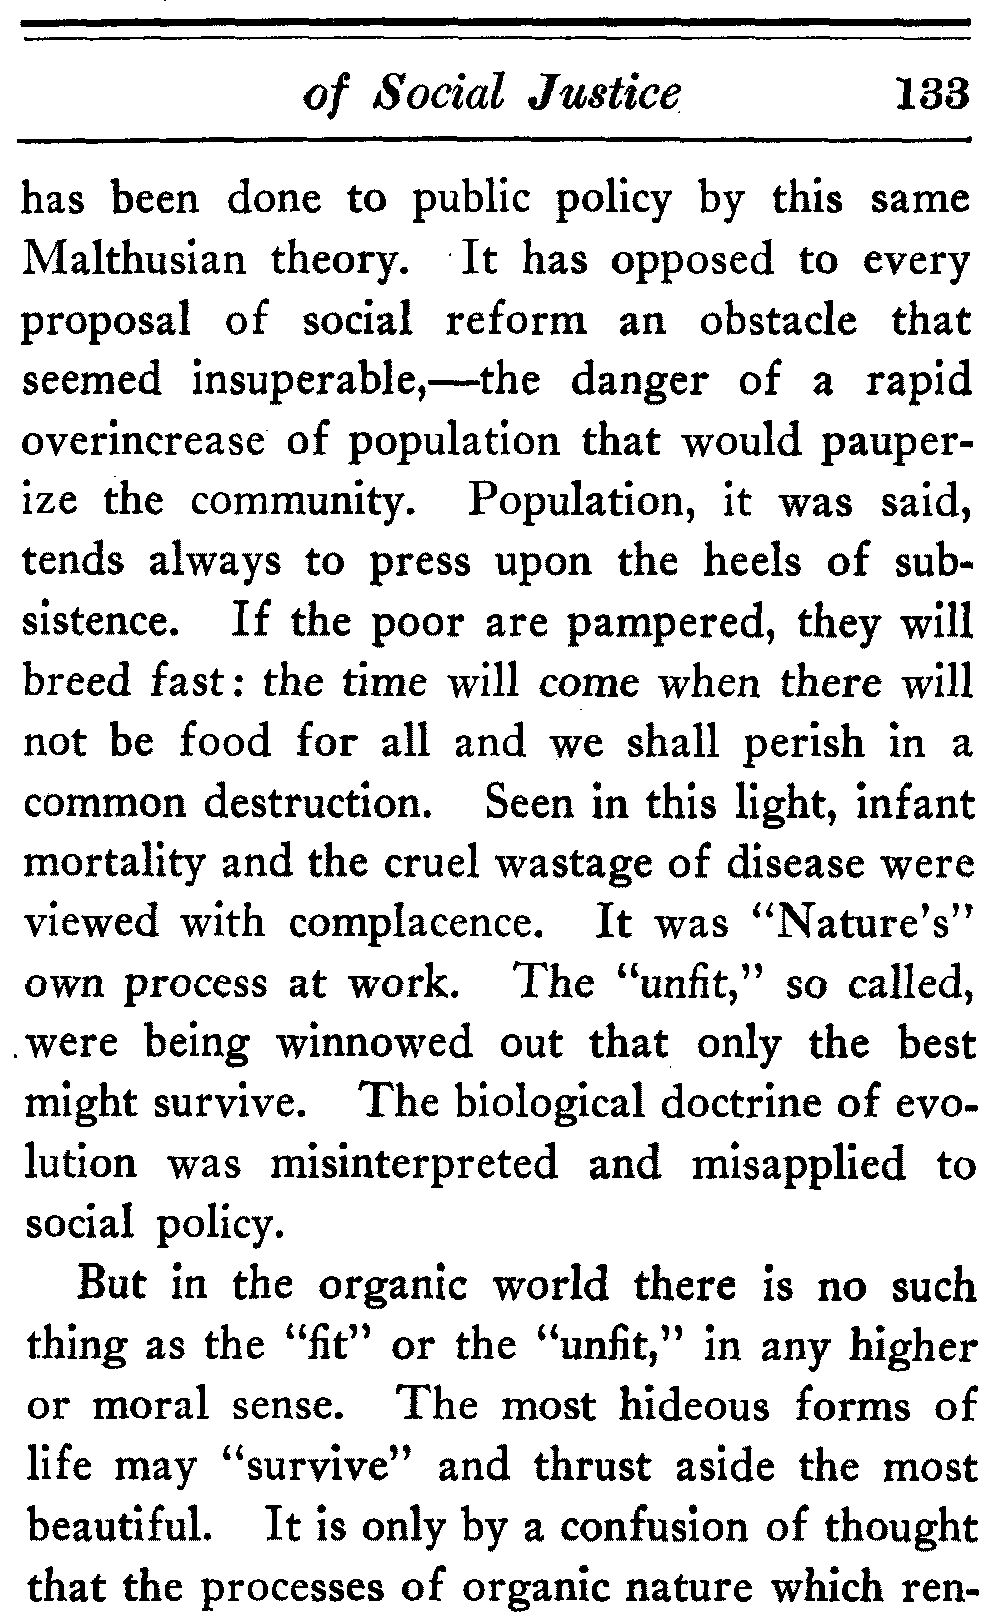 of Social Justice 133
has been done to public policy by this same
Malthusian theory. It has opposed to every
proposal of social reform an obstacle that
seemed insuperable,—the danger of a rapid
overincrease of population that would pauper-
ize the community. Population, it was said,
tends always to press upon the heels of sub-
sistence. If the poor are pampered, they will
breed fast: the time will come when there will
not be food for all and we shall perish in a
common destruction. Seen in this light, infant
mortality and the cruel wastage of disease were
viewed with complacence. It was “Nature’s”
own process at work. The “unfit,” so called,
were being winnowed out that only the best
might survive. The biological doctrine of evo-
lution was misinterpreted and misapplied to
social policy.
But in the organic world there is no such
thing as the “fit” or the “unfit,” in any higher
or moral sense. The most hideous forms of
life may “survive” and thrust aside the most
beautiful. It is only by a confusion of thought
that the processes of organic nature which ren-